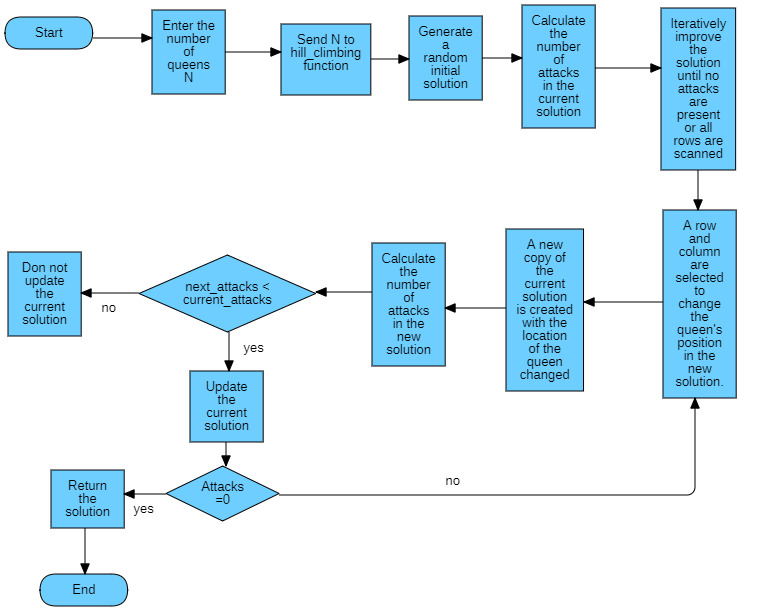 Start
Enter the
number
of
queens
N
Send N to
hill_climbing
function
Generate
a
random
initial
solution
Calculate
the
number
of
attacks
in the
current
solution
Iteratively
improve
the
solution
until no
attacks
are
present
or all
rows are
scanned
A row
and
column
are
selected
to
change
the
queen's
position
in the
new
solution.
A new
copy of
the
current
solution
is created
with the
location
of the
queen
changed
Calculate
the
number
of
attacks
in the
new
solution
next_attacks <
current_attacks
no
Don not
update
the
current
solution
yes
Update
the
current
solution
Attacks
=0
no
yes
Return
the
solution
End